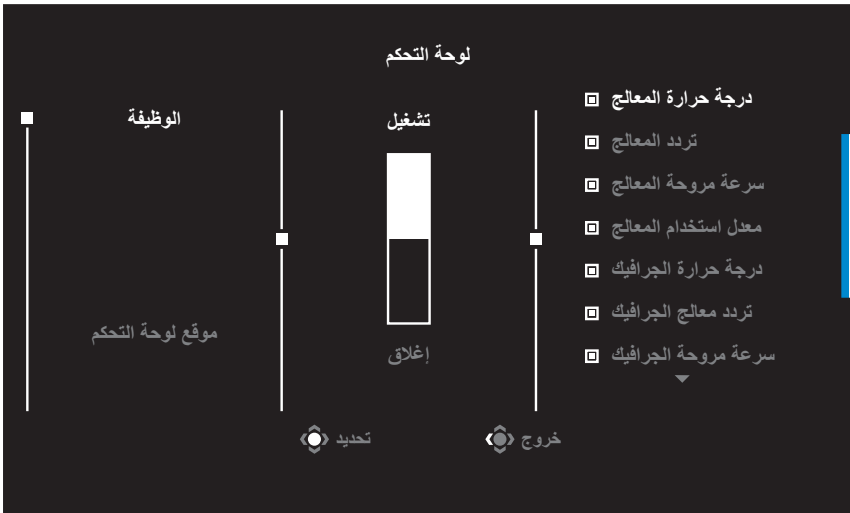 لوحة التحكم
درجة حرارة المعالج
تردد المعالج
سرعة مروحة المعالج
معدل استخدام المعالج
درجة حرارة الجرافيك
تردد معالج الجرافيك
سرعة مروحة الجرافيك
تشغيل
إغلاق
الوظيفة
موقع لوحة التحكم
خروج
تحديد